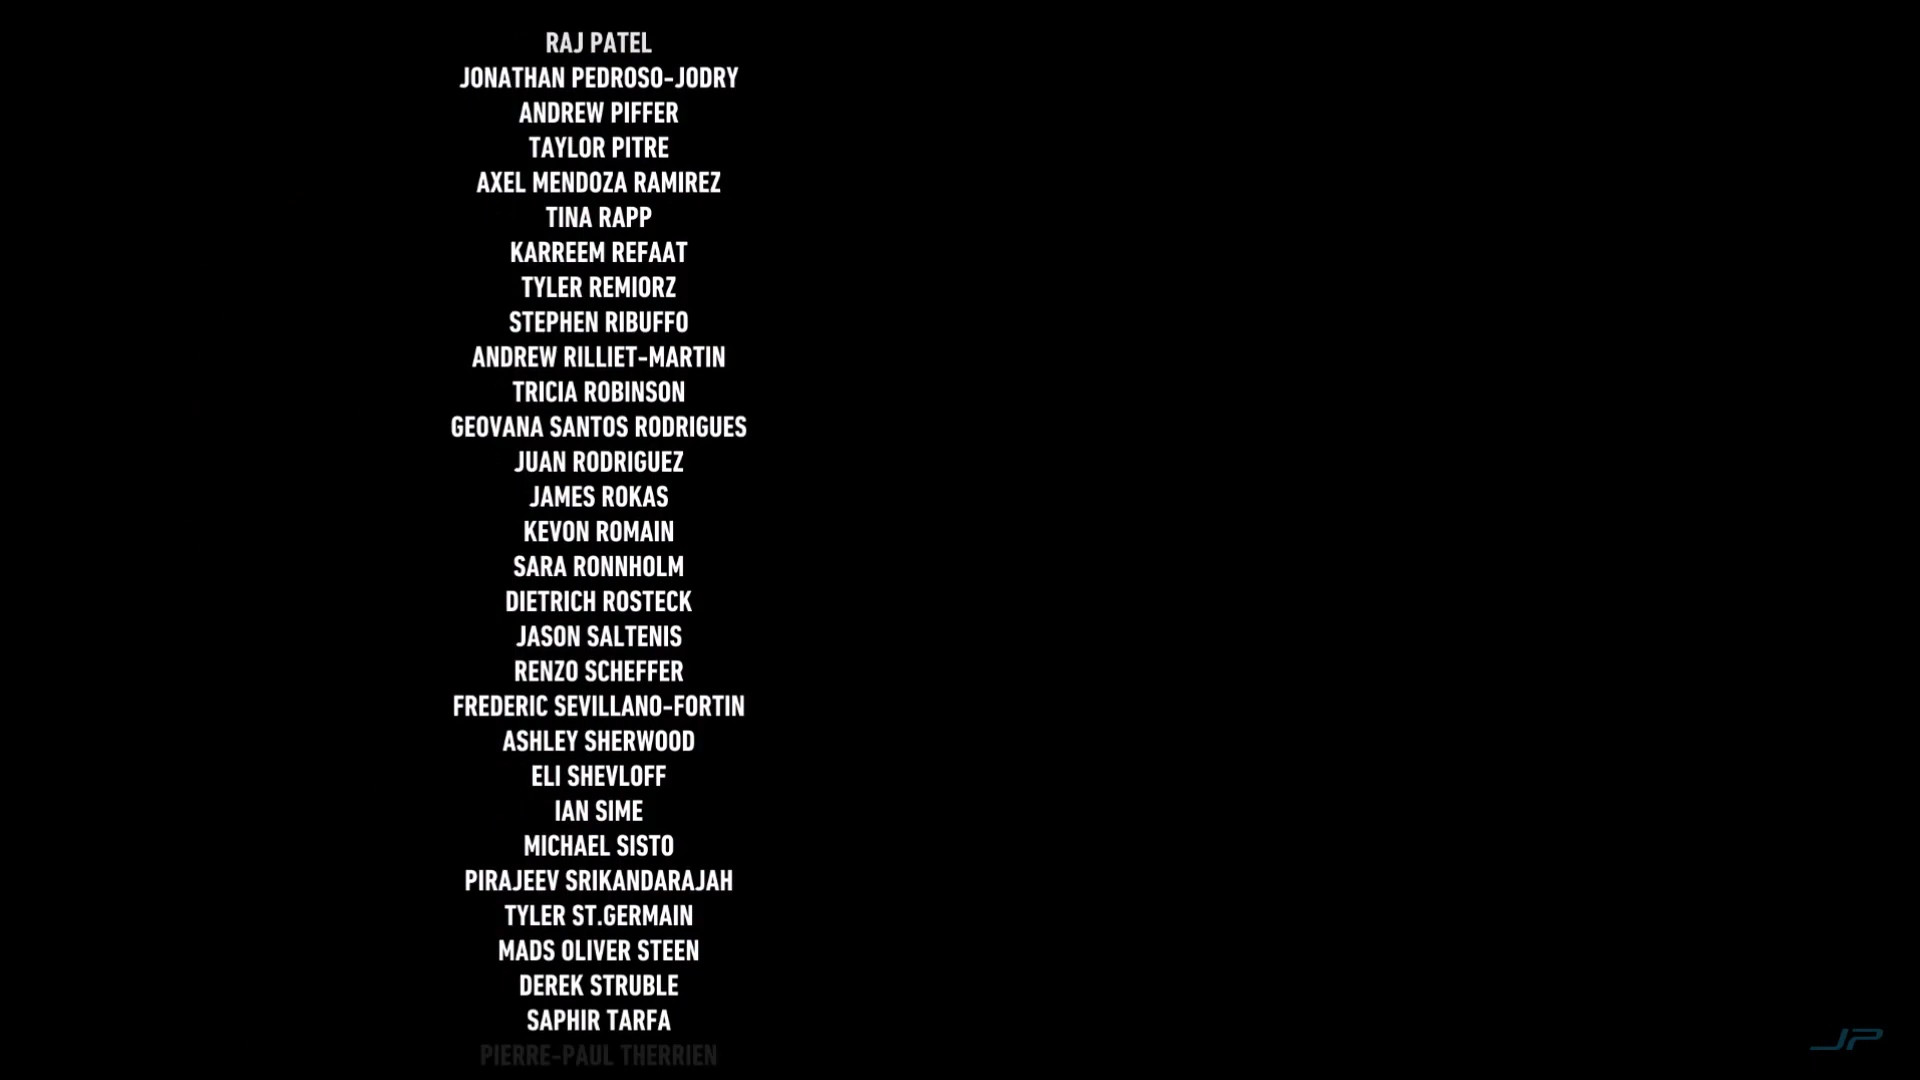 RAJ PATEL
JONATHAN PEDROSO-JODRY
ANDREW PIFFER
TAYLOR PITRE
AXEL MENDOZA RAMIREZ
TINA RAPP
KARREEM REFAAT
TYLER REMIORZ
STEPHEN RIBUFFO
ANDREW RILLIET-MARTIN
TRICIA ROBINSON
GEOVANA SANTOS RODRIGUES
JUAN RODRIGUEZ
JAMES ROKAS
KEVON ROMAIN
SARA RONNHOLM
DIETRICH ROSTECK
JASON SALTENIS
RENZO SCHEFFER
FREDERIC SEVILLANO-FORTIN
ASHLEY SHERWOOD
ELI SHEVLOFF
IAN SIME
MICHAEL SISTO
PIRAJEEV SRIKANDARAJAH
TYLER ST.GERMAIN
MADS OLIVER STEEN
DEREK STRUBLE
SAPHIR TARFA
PIERRE-PAUL THERRIEN
JP